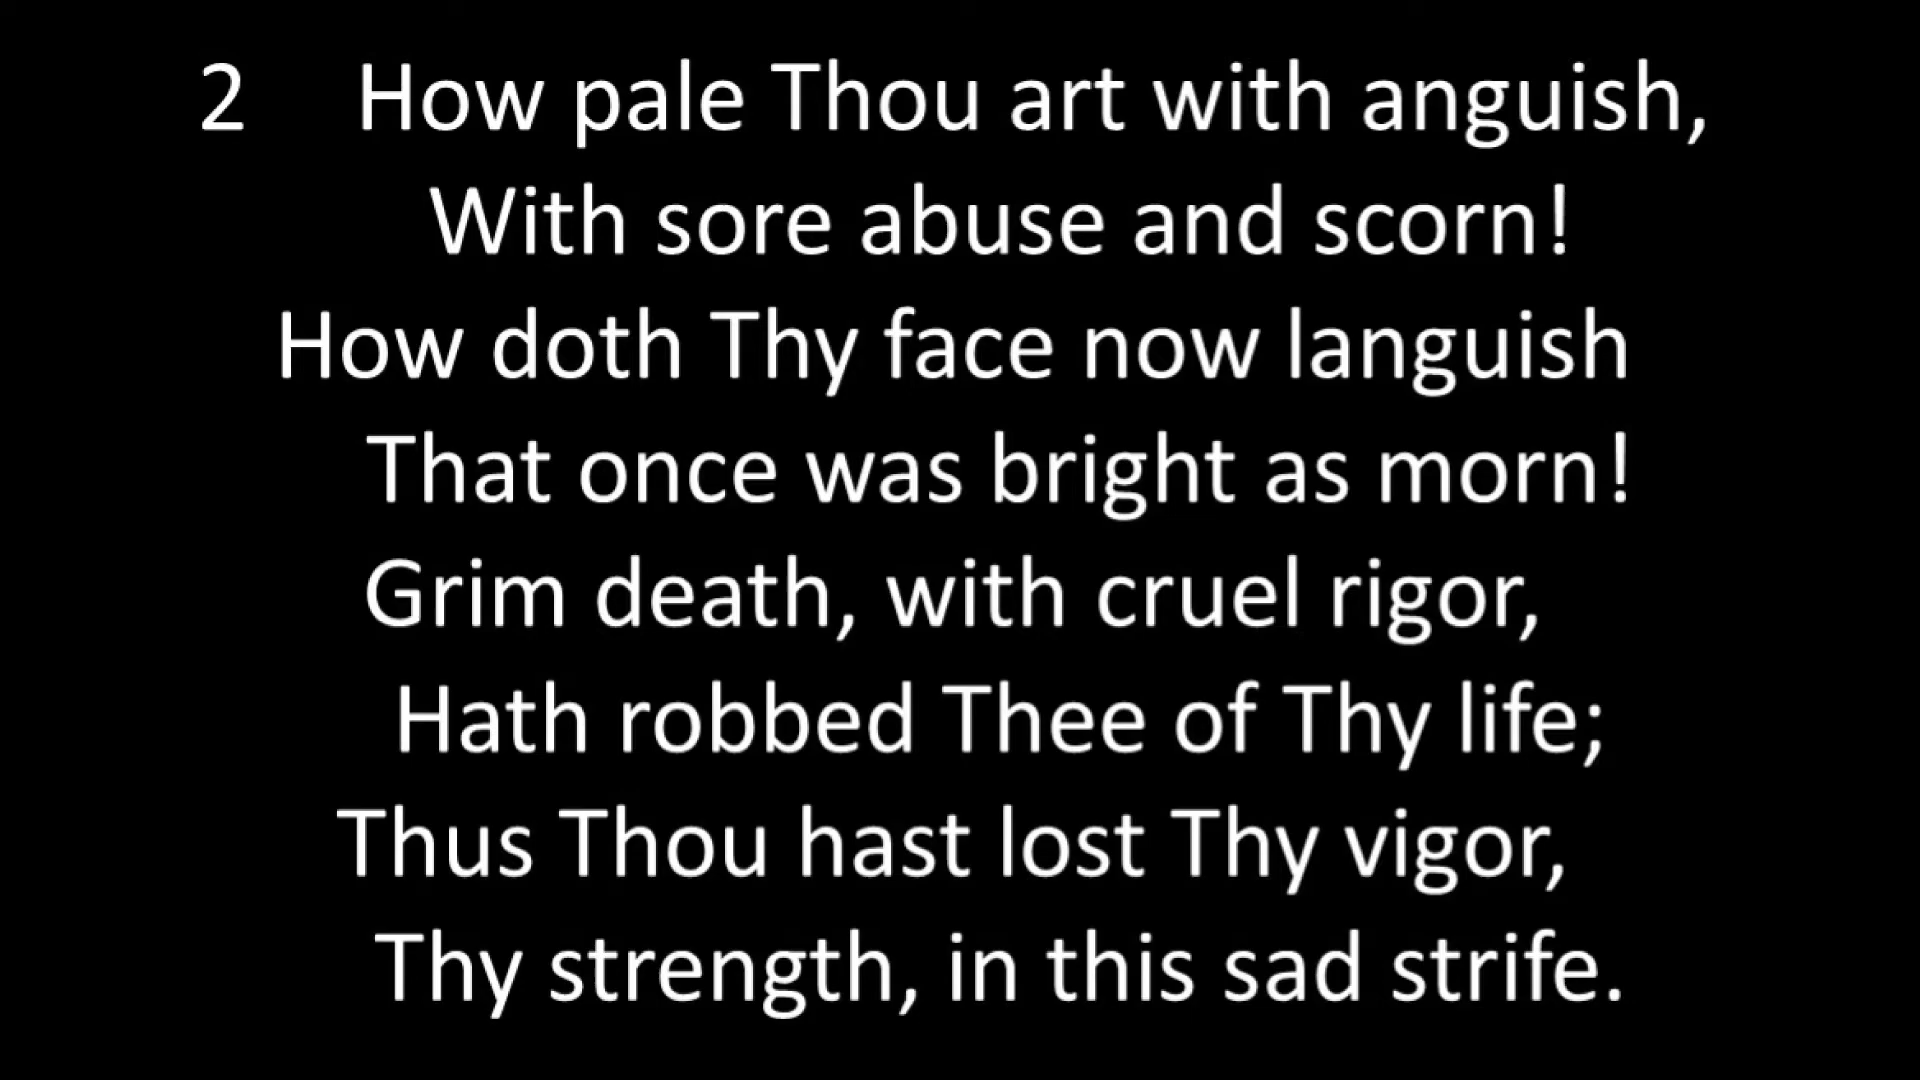 2 How pale Thou art with anguish,
With sore abuse and scorn!
How doth Thy face now languish
That once was bright as morn!
Grim death, with cruel rigor,
Hath robbed Thee of Thy life;
Thus Thou hast lost Thy vigor,
Thy strength, in this sad strife.